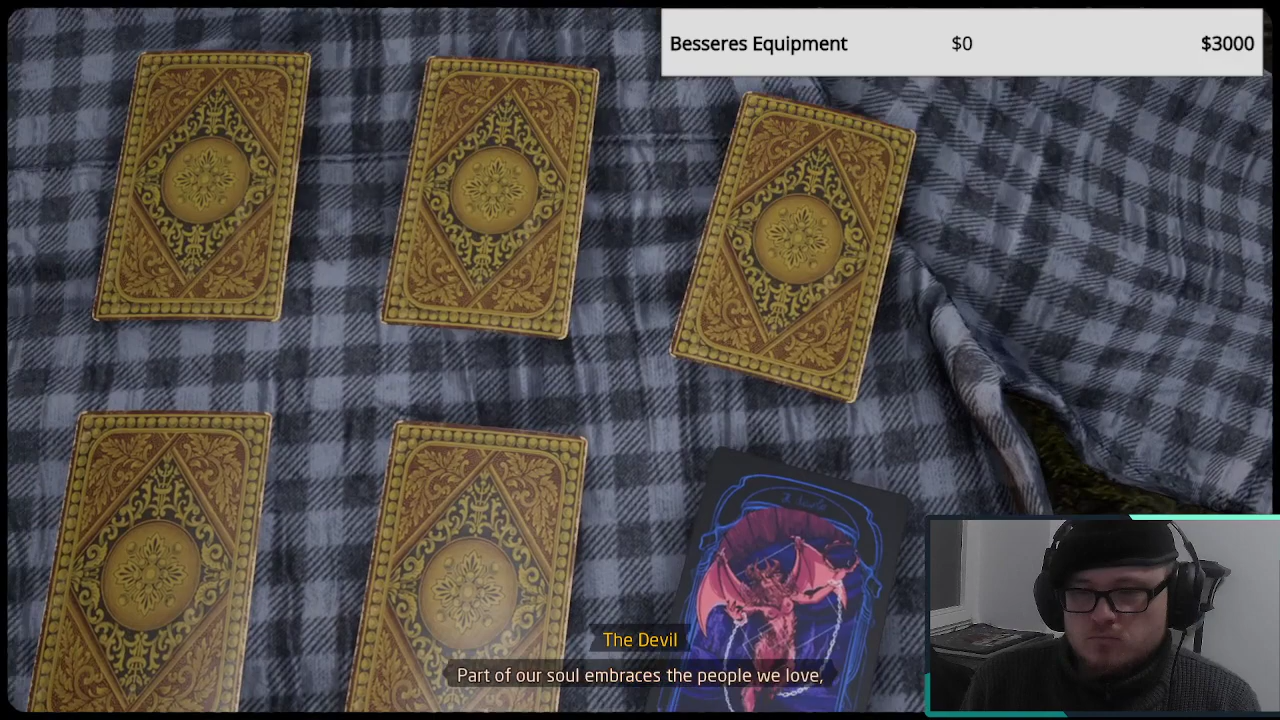 Besseres Equipment $0 $3000
The Devil
Part of our soul embraces the people we love,